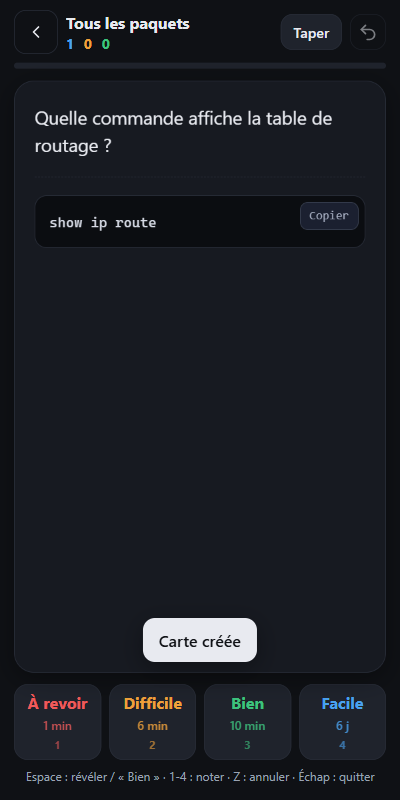 Tous les paquets
1 0 0
Taper
Quelle commande affiche la table de
routage ?
Copier
show ip route
Carte créée
À revoir
1 min
1
Difficile
6 min
2
Bien
10 min
3
Facile
6 j
4
Espace : révéler / « Bien » · 1-4 : noter · Z : annuler · Échap : quitter